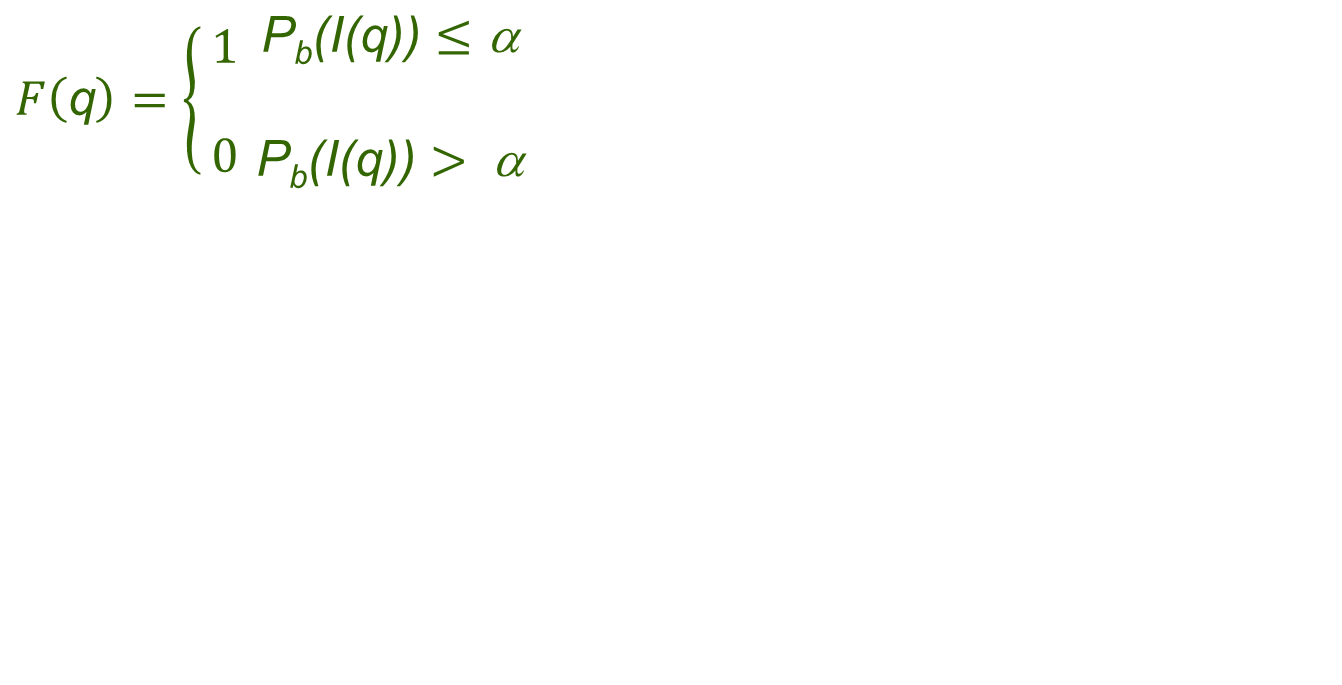 1 P_b(I(q)) ≤ α
F(q) = {
0 P_b(I(q)) > α